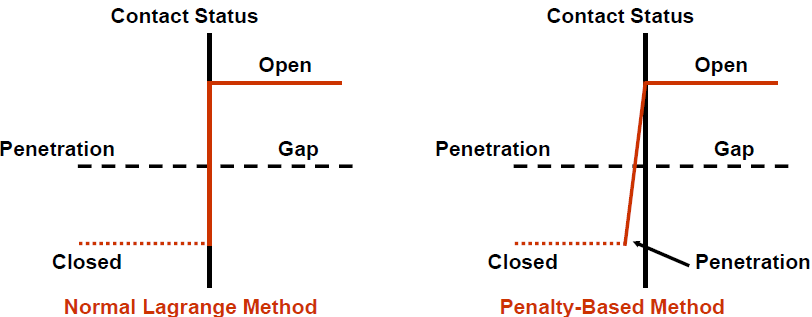 Contact Status
Open
Penetration
Gap
Closed
Normal Lagrange Method
Contact Status
Open
Penetration
Gap
Closed
Penetration
Penalty-Based Method